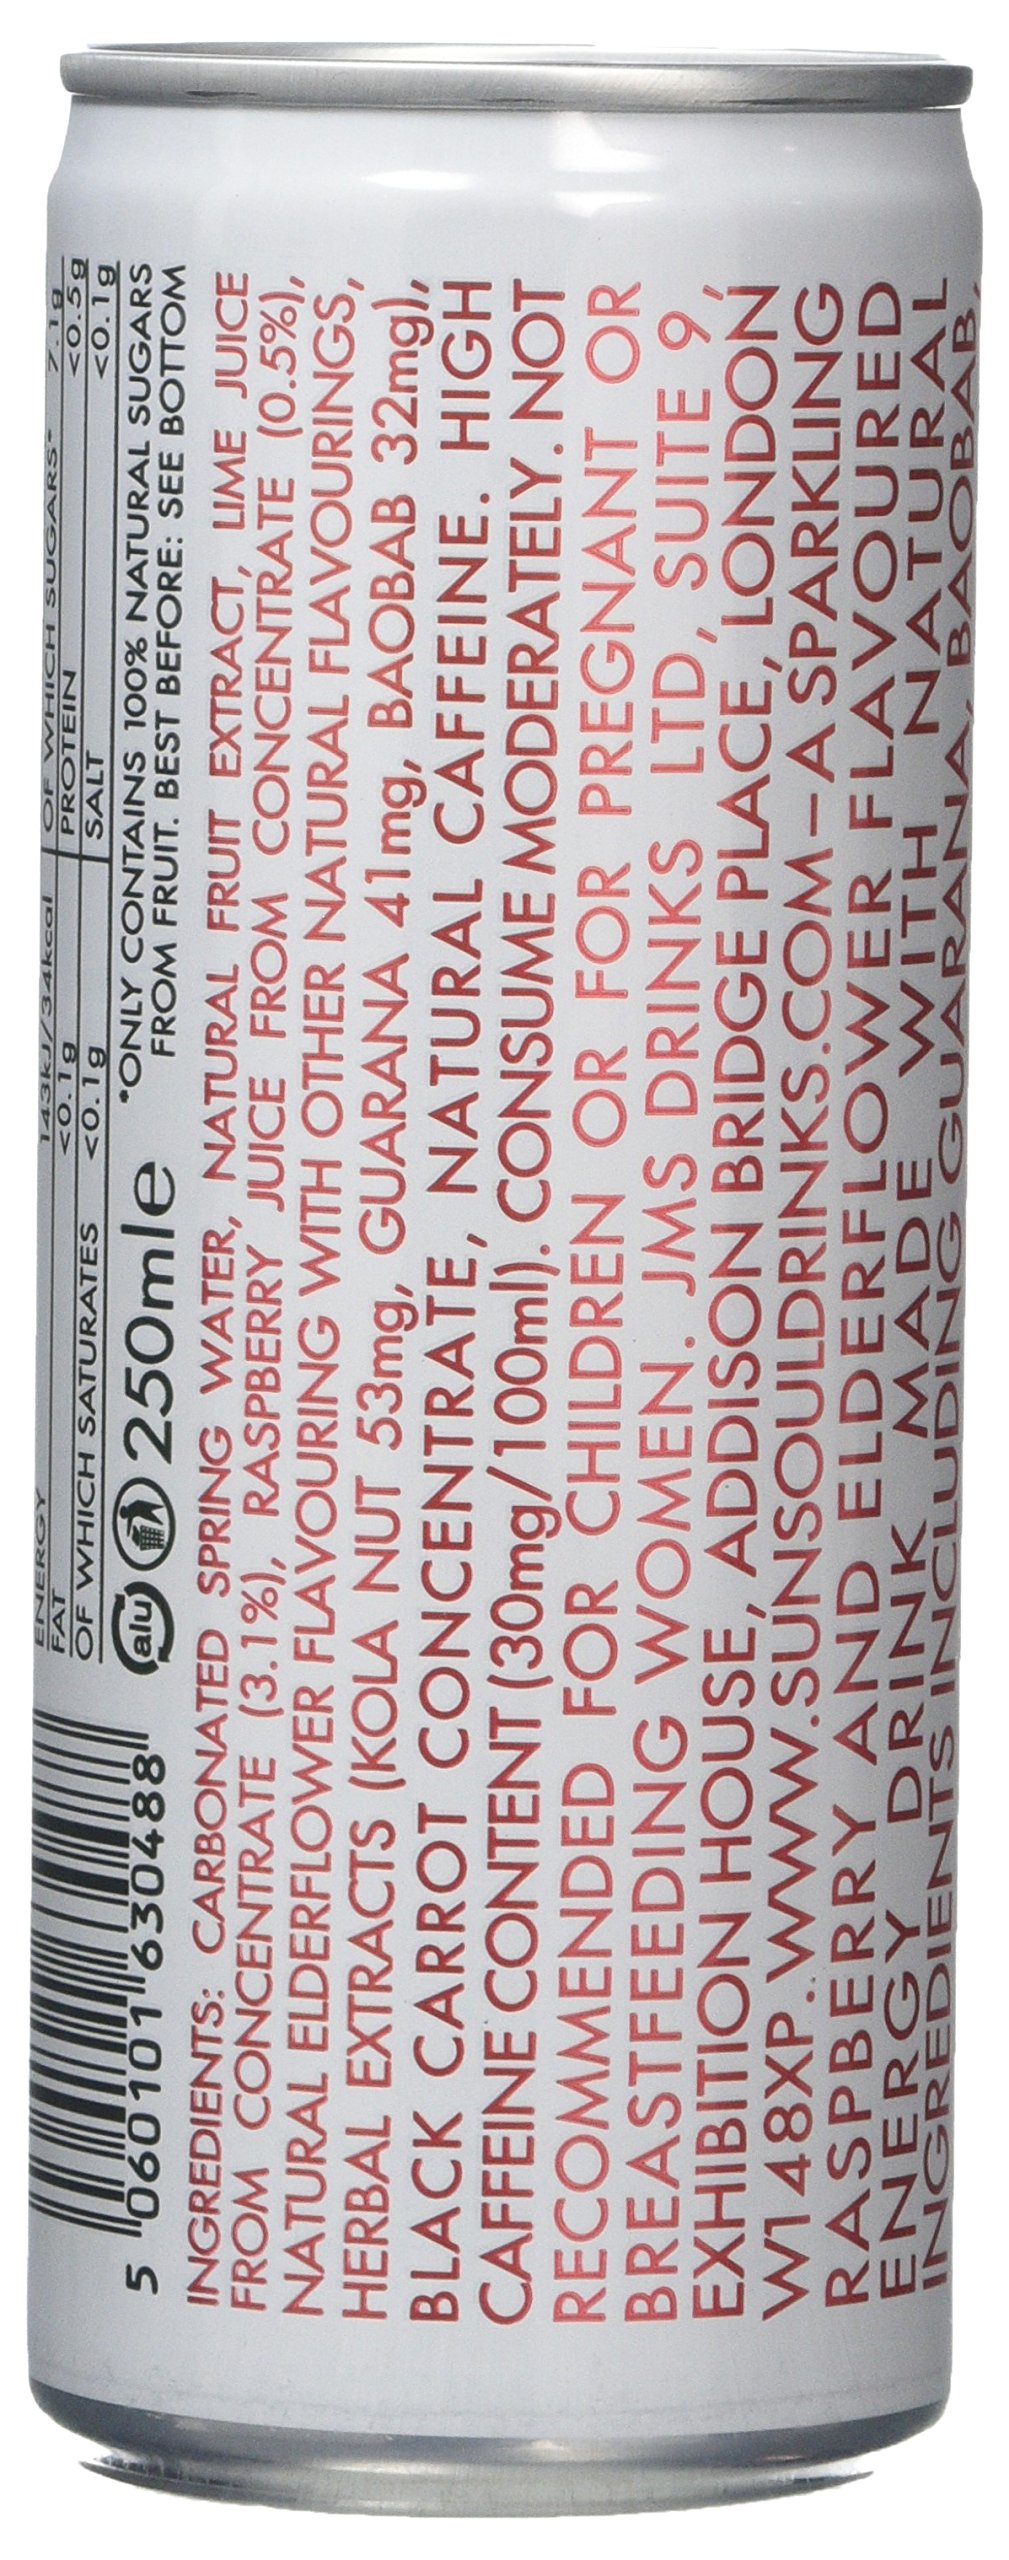 ENERGY 143kJ/34kcal OF WHICH SUGARS* 7.1g
FAT <0.1g PROTEIN <0.5g
OF WHICH SATURATES <0.1g SALT <0.1g
alu 250ml e
*ONLY CONTAINS 100% NATURAL SUGARS
FROM FRUIT. BEST BEFORE: SEE BOTTOM
5 060101 630488
INGREDIENTS: CARBONATED SPRING WATER, NATURAL FRUIT EXTRACT, LIME JUICE
FROM CONCENTRATE (3.1%), RASPBERRY JUICE FROM CONCENTRATE (0.5%),
NATURAL ELDERFLOWER FLAVOURING WITH OTHER NATURAL FLAVOURINGS,
HERBAL EXTRACTS (KOLA NUT 53mg, GUARANA 41mg, BAOBAB 32mg),
BLACK CARROT CONCENTRATE, NATURAL CAFFEINE. HIGH
CAFFEINE CONTENT (30mg/100ml). CONSUME MODERATELY. NOT
RECOMMENDED FOR CHILDREN OR FOR PREGNANT OR
BREASTFEEDING WOMEN. JMS DRINKS LTD, SUITE 9,
EXHIBITION HOUSE, ADDISON BRIDGE PLACE, LONDON
W148XP. WWW.SUNSOULDRINKS.COM–A SPARKLING
RASPBERRY AND ELDERFLOWER FLAVOURED
ENERGY DRINK MADE WITH NATURAL
INGREDIENTS INCLUDING GUARANA, BAOBAB,